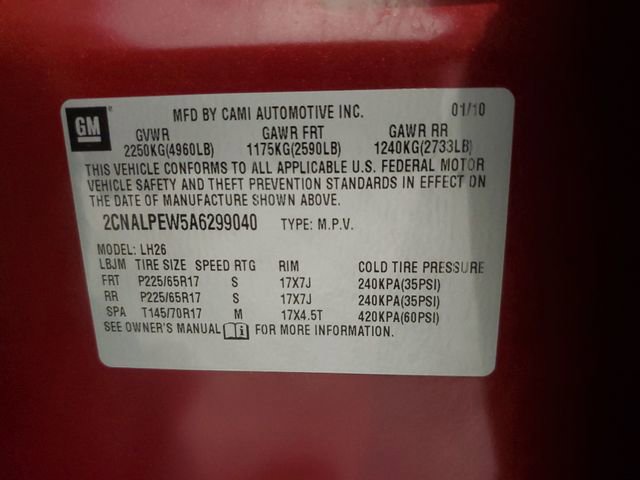 GM
MFD BY CAMI AUTOMOTIVE INC. 01/10
GVWR GAWR FRT GAWR RR
2250KG(4960LB) 1175KG(2590LB) 1240KG(2733LB)
THIS VEHICLE CONFORMS TO ALL APPLICABLE U.S. FEDERAL MOTOR
VEHICLE SAFETY AND THEFT PREVENTION STANDARDS IN EFFECT ON
THE DATE OF MANUFACTURE SHOWN ABOVE.
2CNALPEW5A6299040 TYPE: M.P.V.
MODEL: LH26
LBJM TIRE SIZE SPEED RTG RIM COLD TIRE PRESSURE
FRT P225/65R17 S 17X7J 240KPA(35PSI)
RR P225/65R17 S 17X7J 240KPA(35PSI)
SPA T145/70R17 M 17X4.5T 420KPA(60PSI)
SEE OWNER'S MANUAL FOR MORE INFORMATION.